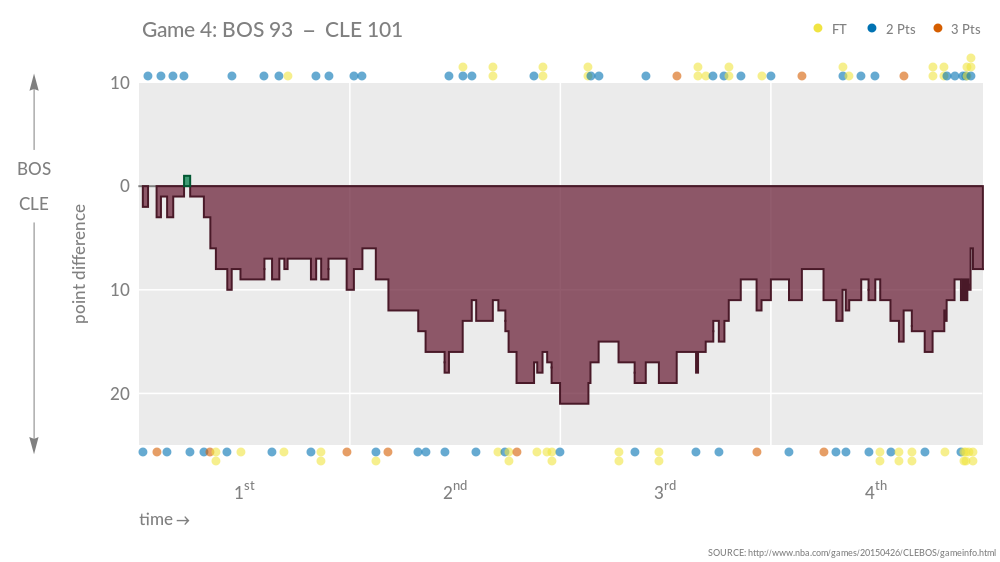 Game 4: BOS 93 – CLE 101
FT
2 Pts
3 Pts
10
BOS
0
CLE
point difference
10
20
1st
2nd
3rd
4th
time→
SOURCE: http://www.nba.com/games/20150426/CLEBOS/gameinfo.html